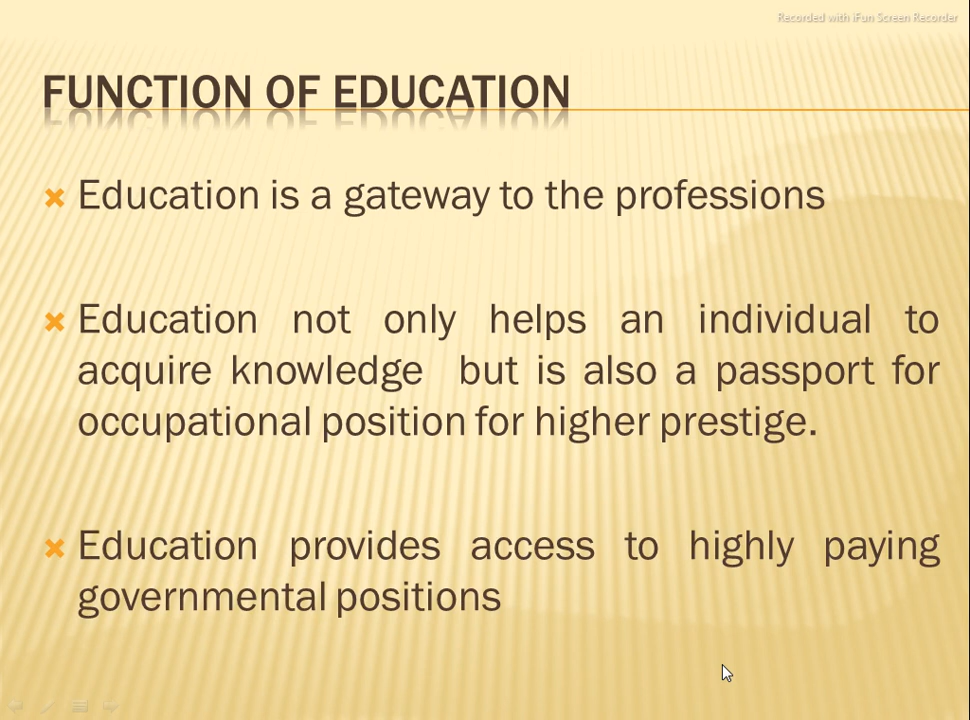 Recorded with iFun Screen Recorder
FUNCTION OF EDUCATION
Education is a gateway to the professions
Education not only helps an individual to
acquire knowledge but is also a passport for
occupational position for higher prestige.
Education provides access to highly paying
governmental positions